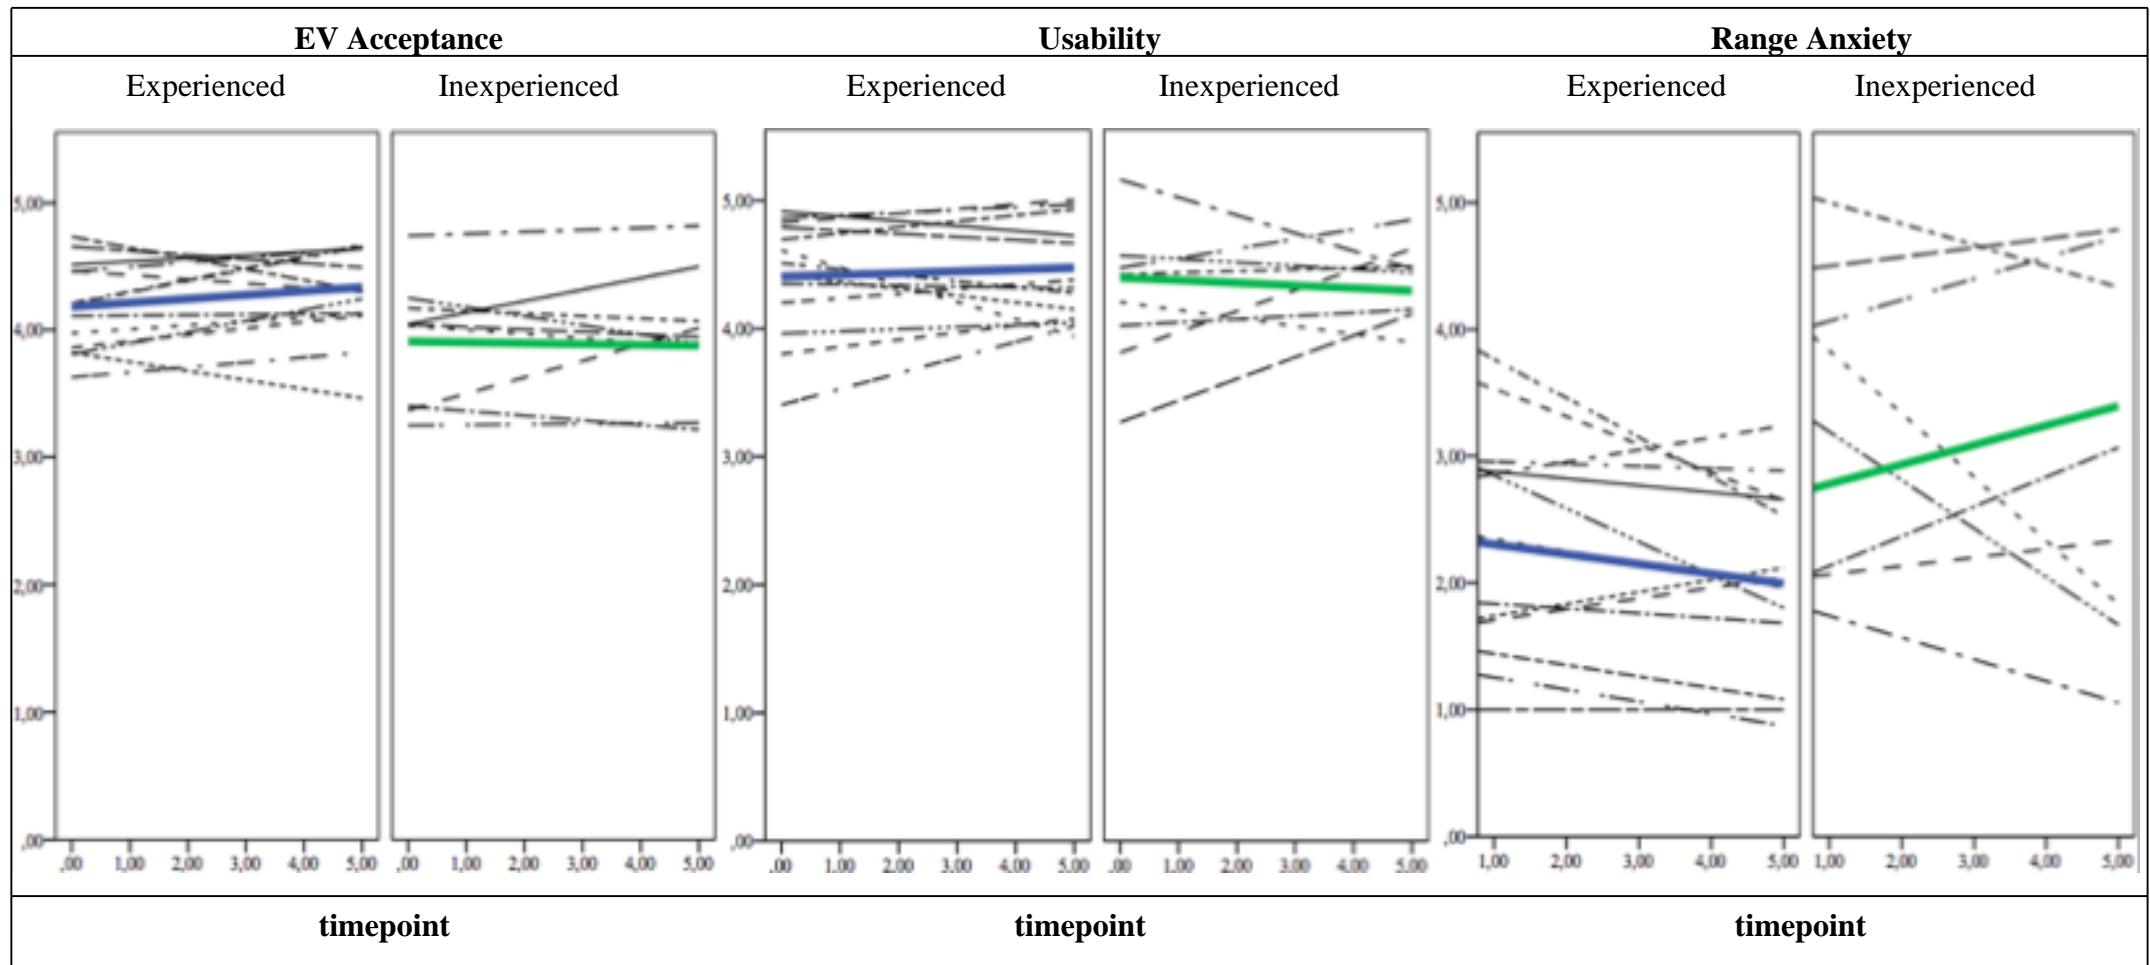 EV Acceptance Usability Range Anxiety
Experienced Inexperienced Experienced Inexperienced Experienced Inexperienced
5,00 5,00 5,00
4,00 4,00 4,00
3,00 3,00 3,00
2,00 2,00 2,00
1,00 1,00 1,00
,00 ,00 ,00
,00 1,00 2,00 3,00 4,00 5,00 ,00 1,00 2,00 3,00 4,00 5,00 ,00 1,00 2,00 3,00 4,00 5,00 ,00 1,00 2,00 3,00 4,00 5,00 1,00 2,00 3,00 4,00 5,00 1,00 2,00 3,00 4,00 5,00
timepoint timepoint timepoint